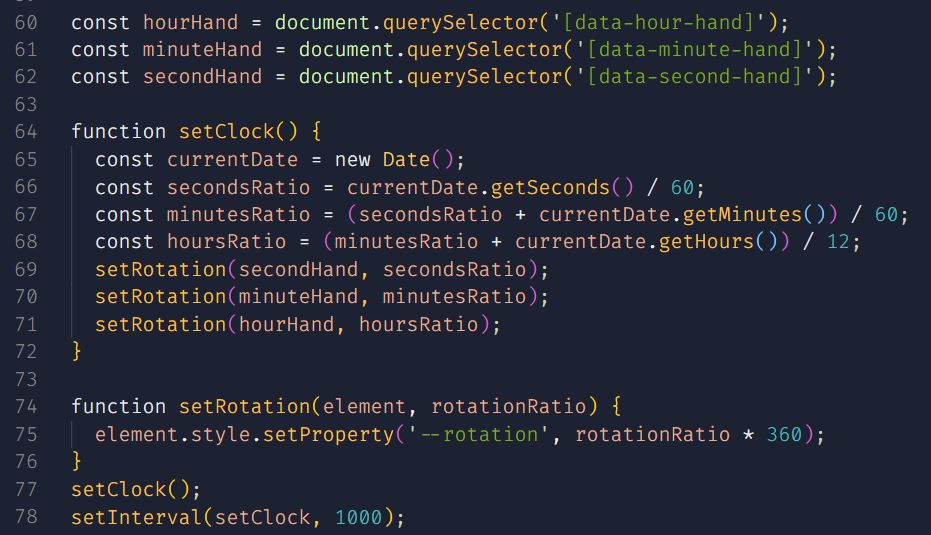 60 const hourHand = document.querySelector('[data-hour-hand]');
61 const minuteHand = document.querySelector('[data-minute-hand]');
62 const secondHand = document.querySelector('[data-second-hand]');
63
64 function setClock() {
65 const currentDate = new Date();
66 const secondsRatio = currentDate.getSeconds() / 60;
67 const minutesRatio = (secondsRatio + currentDate.getMinutes()) / 60;
68 const hoursRatio = (minutesRatio + currentDate.getHours()) / 12;
69 setRotation(secondHand, secondsRatio);
70 setRotation(minuteHand, minutesRatio);
71 setRotation(hourHand, hoursRatio);
72 }
73
74 function setRotation(element, rotationRatio) {
75 element.style.setProperty('--rotation', rotationRatio * 360);
76 }
77 setClock();
78 setInterval(setClock, 1000);